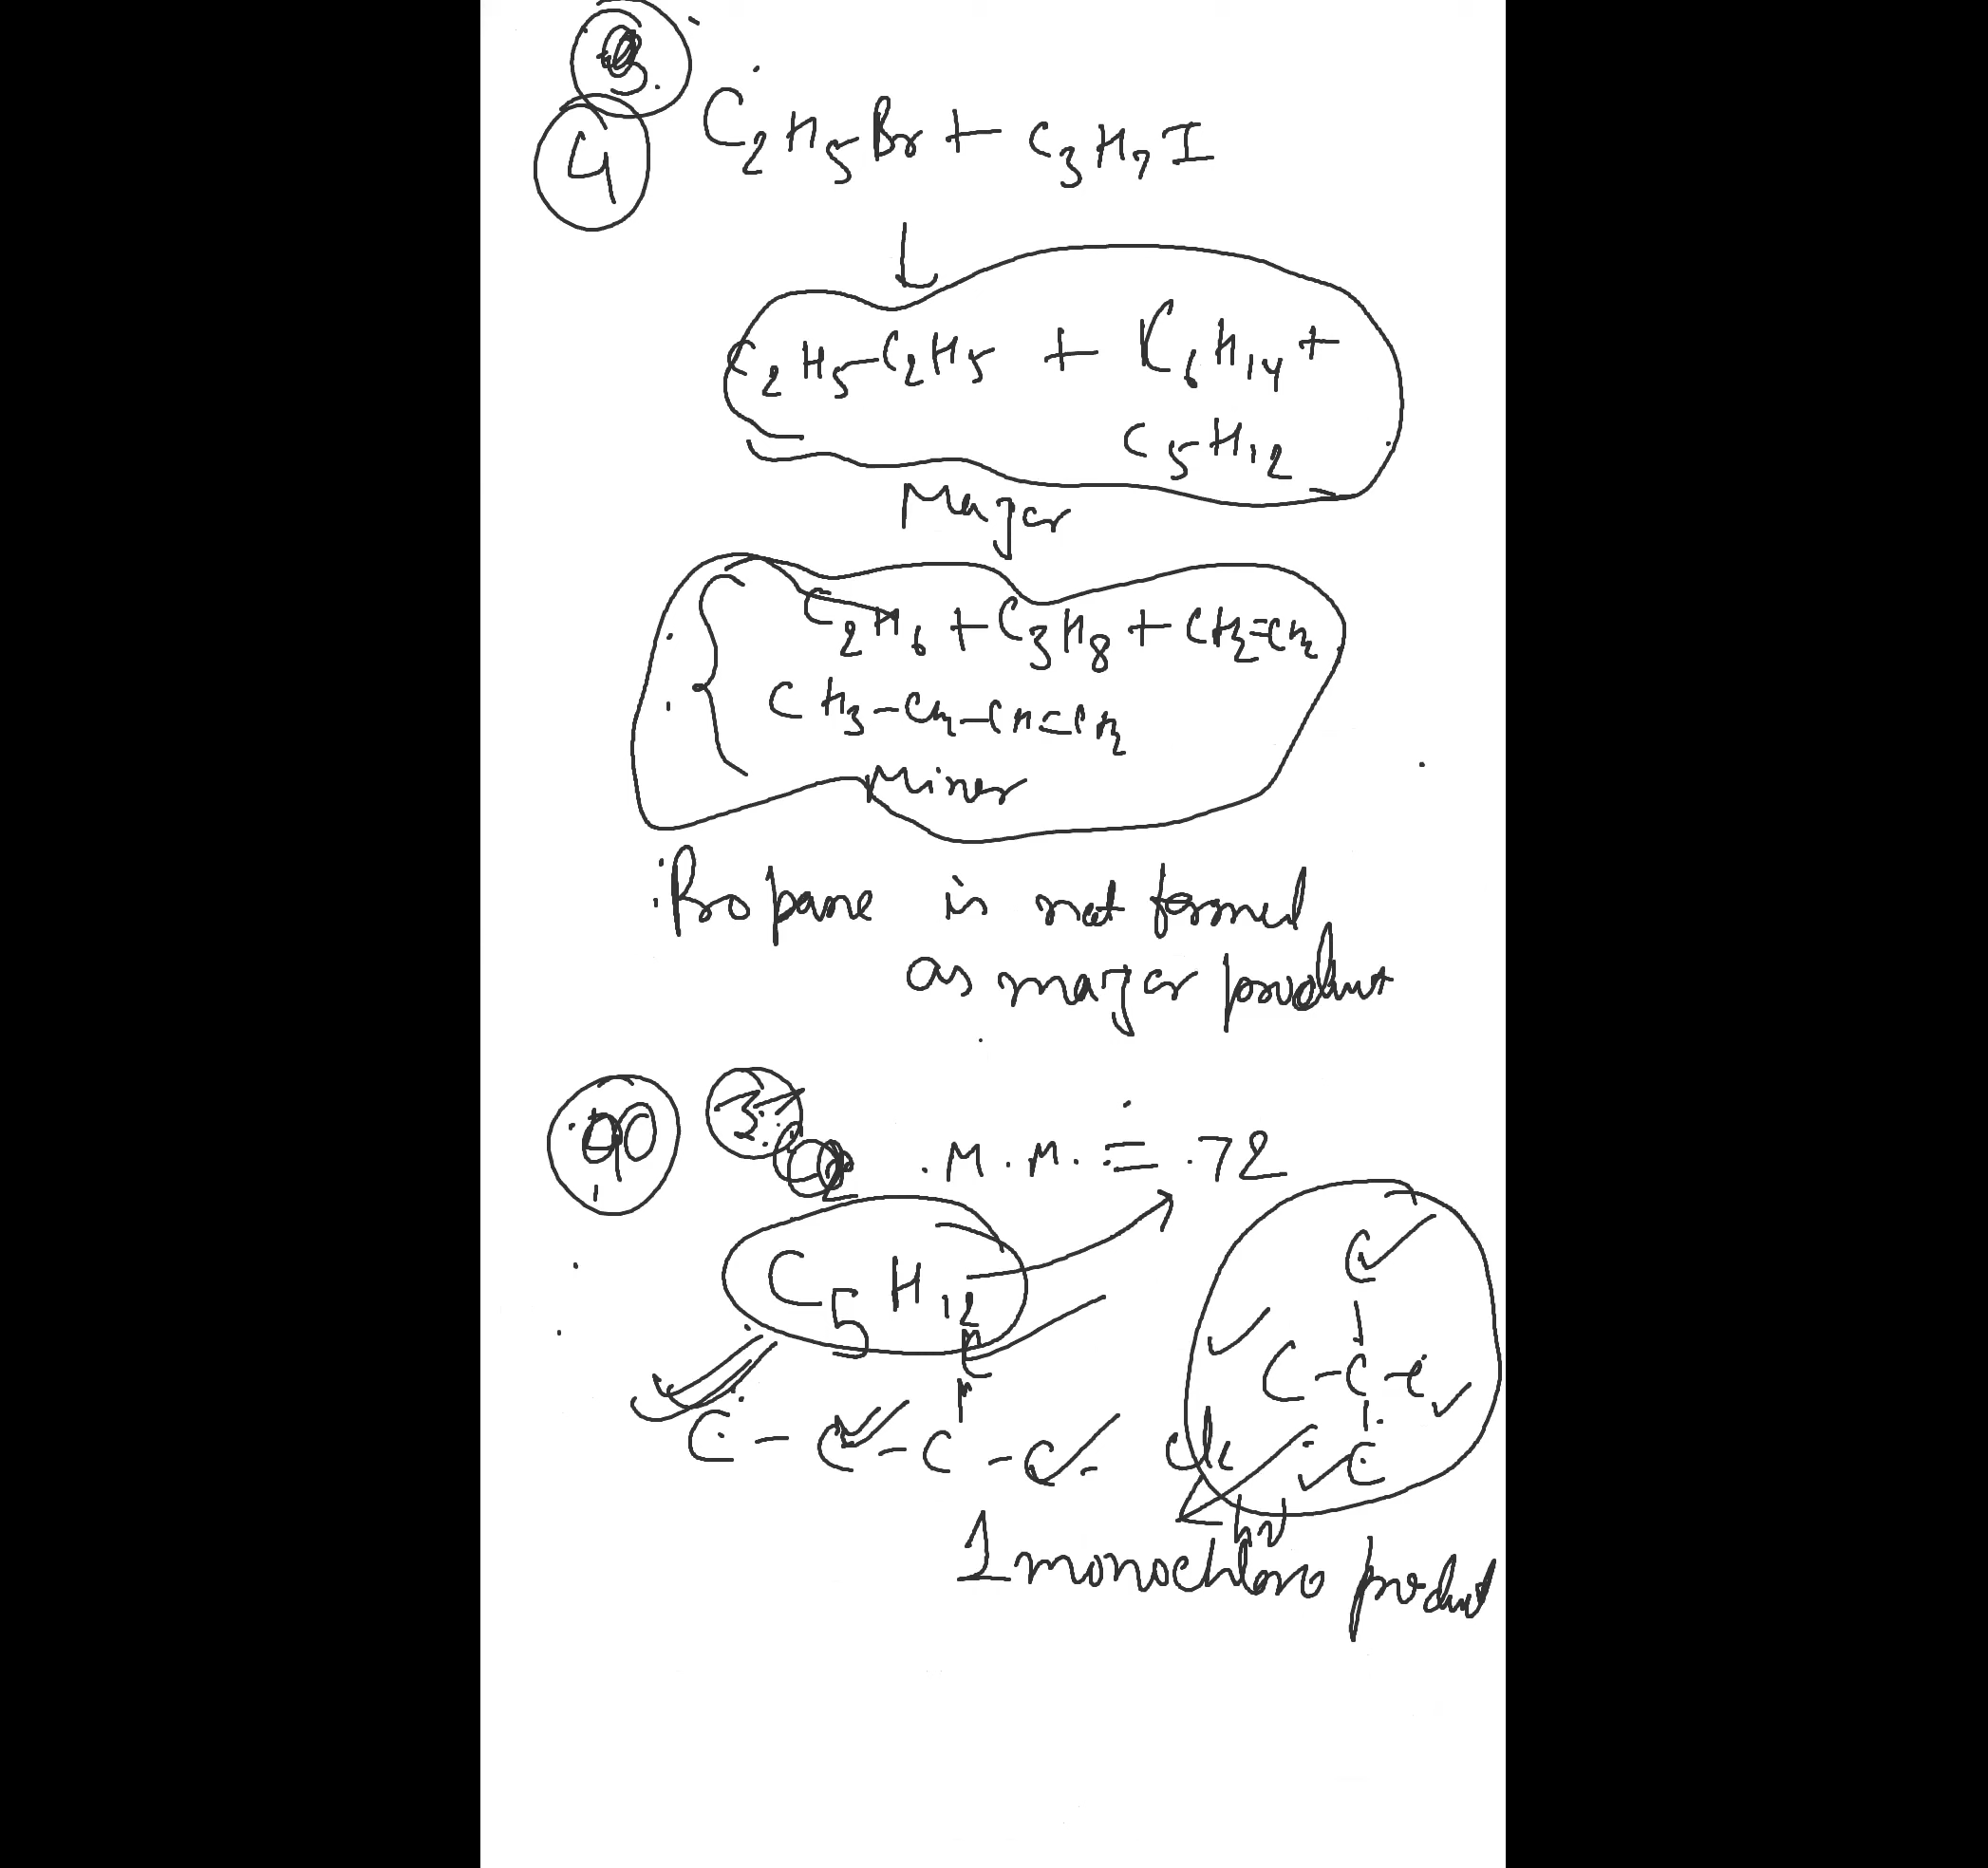 4
C2H5Br + C3H7I
C2H5-C2H5 + C6H14 +
C5H12
Major
C2H6 + C3H8 + CH2=CH2
CH3-CH2-CH=CH2
Minor
Propane is not formed
as major product
90 3 M.M. = 72
C5H12
C
C-C-C
C - C - C - C - C
Cl2
hν
1 monochloro product